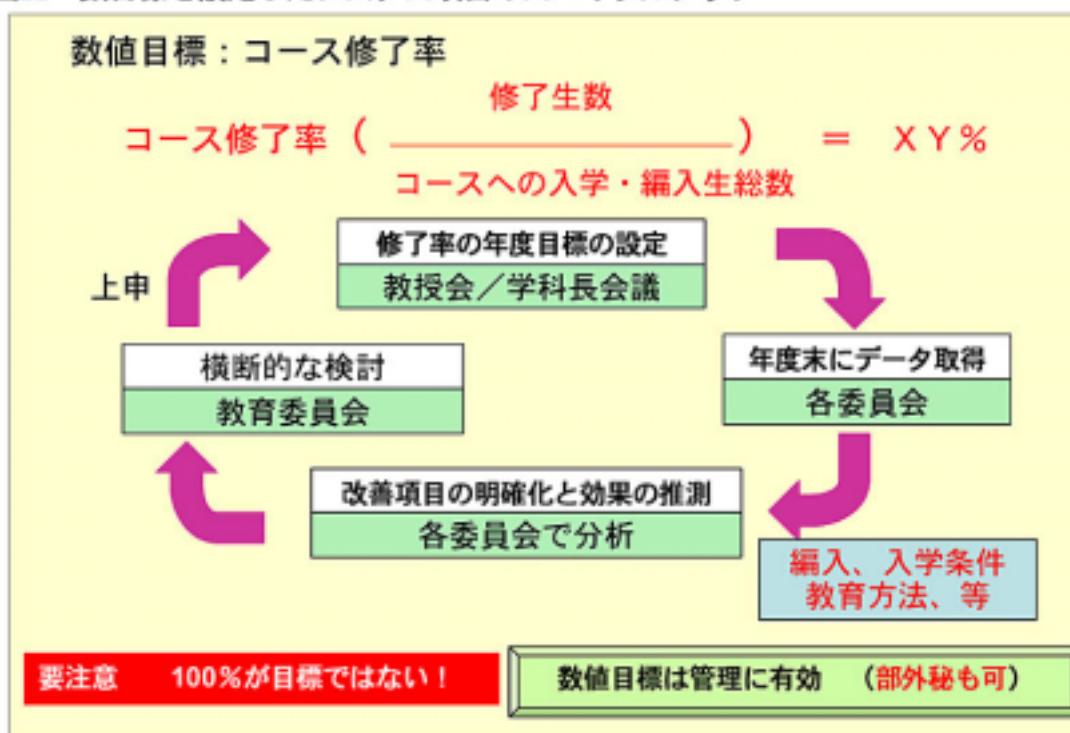 数値目標：コース修了率
修了生数
コース修了率（ ）　＝　ＸＹ％
コースへの入学・編入生総数
修了率の年度目標の設定
教授会／学科長会議
上申
年度末にデータ取得
各委員会
横断的な検討
教育委員会
改善項目の明確化と効果の推測
各委員会で分析
編入、入学条件
教育方法、等
要注意　　100％が目標ではない！
数値目標は管理に有効　（部外秘も可）